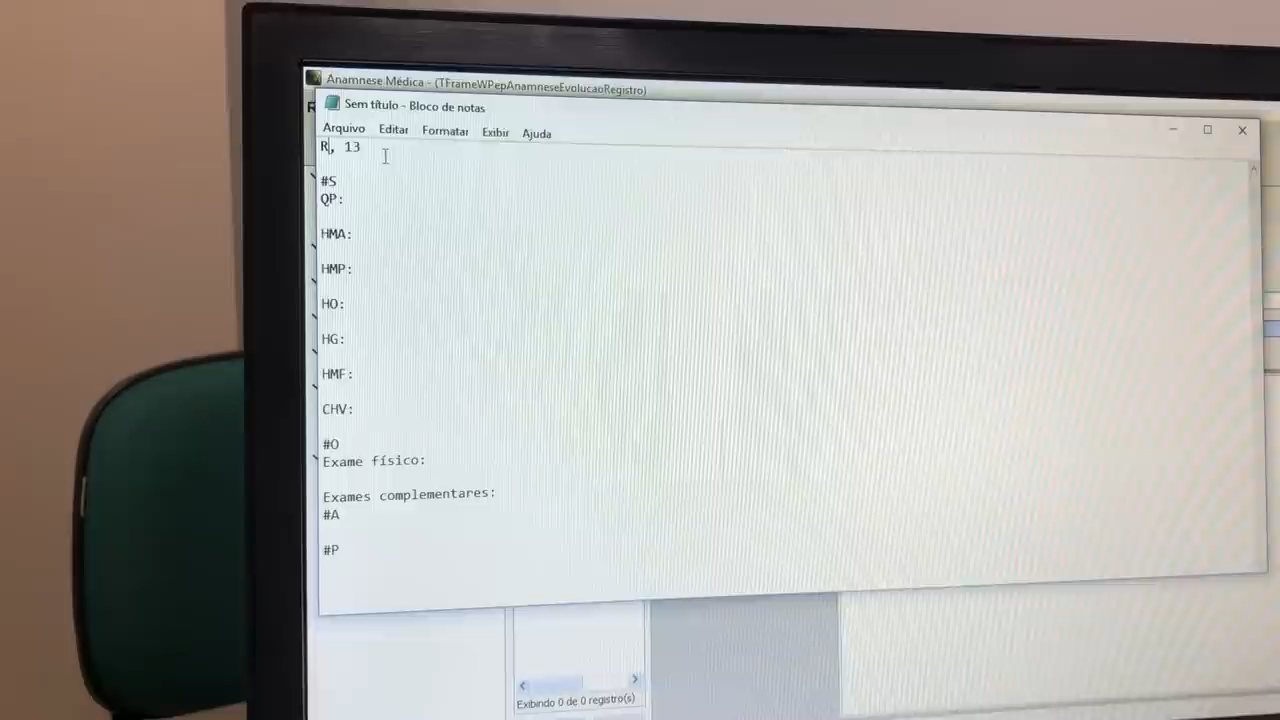 Anamnese Médica - (TFrameWPepAnamneseEvolucaoRegistro)
Sem título - Bloco de notas
Arquivo Editar Formatar Exibir Ajuda
R, 13
#S
QP:
HMA:
HMP:
HO:
HG:
HMF:
CHV:
#O
Exame físico:
Exames complementares:
#A
#P
Exibindo 0 de 0 registro(s)